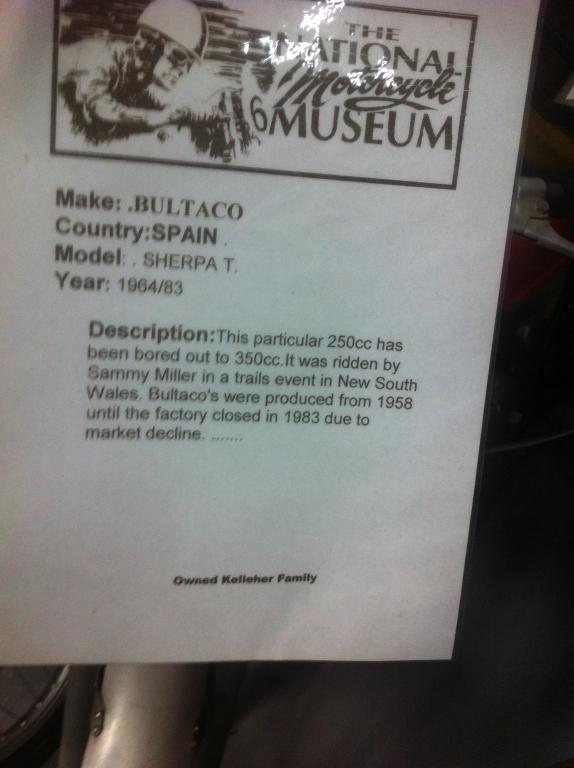 THE
NATIONAL
Motorcycle
6 MUSEUM
Make: .BULTACO
Country:SPAIN .
Model: . SHERPA T.
Year: 1964/83
Description:This particular 250cc has
been bored out to 350cc.It was ridden by
Sammy Miller in a trails event in New South
Wales. Bultaco's were produced from 1958
until the factory closed in 1983 due to
market decline. .......
Owned Kelleher Family